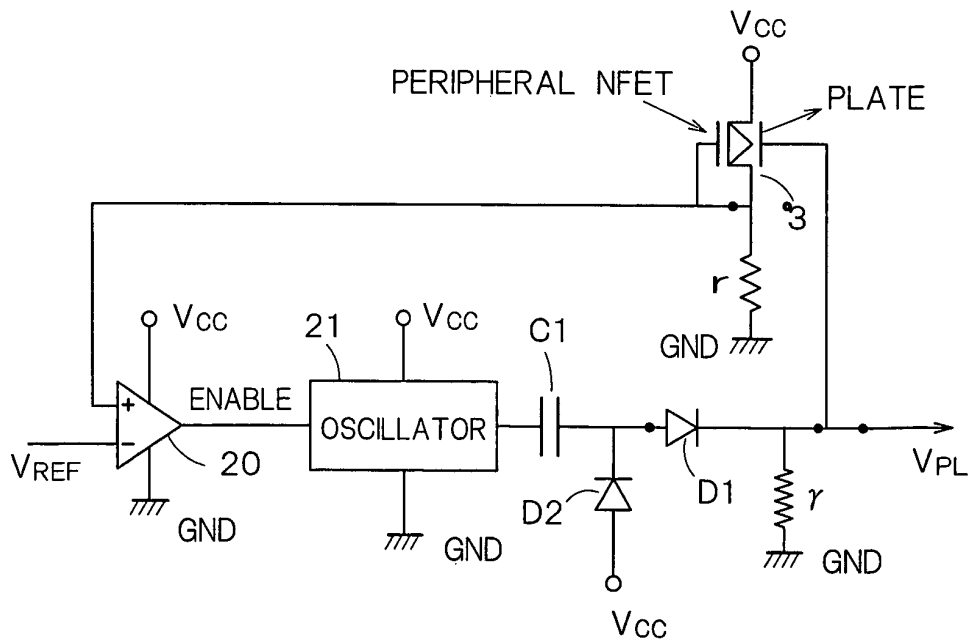 VCC
PERIPHERAL NFET
PLATE
3
r
GND
VCC
VCC
21
C1
ENABLE
OSCILLATOR
+
−
VREF
20
D1
VPL
D2
γ
GND
GND
GND
VCC